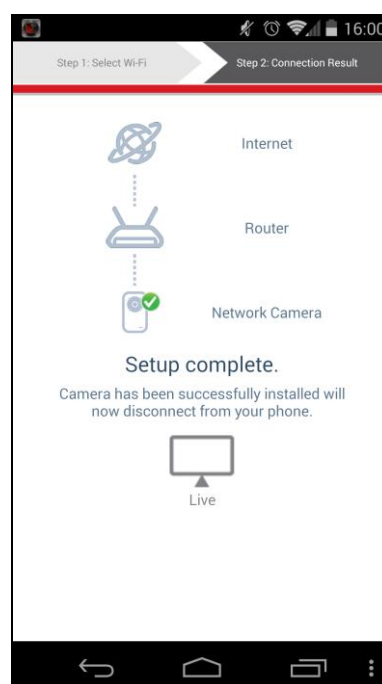 16:00
Step 1: Select Wi-Fi
Step 2: Connection Result
Internet
Router
Network Camera
Setup complete.
Camera has been successfully installed will
now disconnect from your phone.
Live